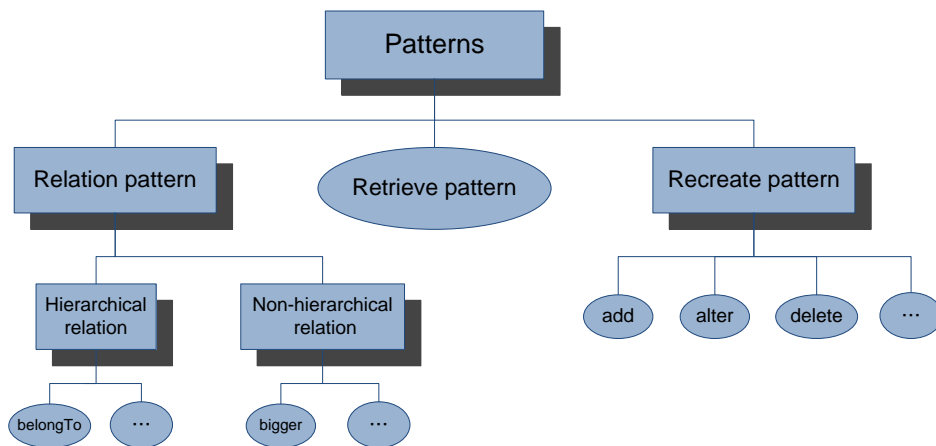 Patterns
Relation pattern
Retrieve pattern
Recreate pattern
Hierarchical
relation
Non-hierarchical
relation
add
alter
delete
...
belongTo
...
bigger
...